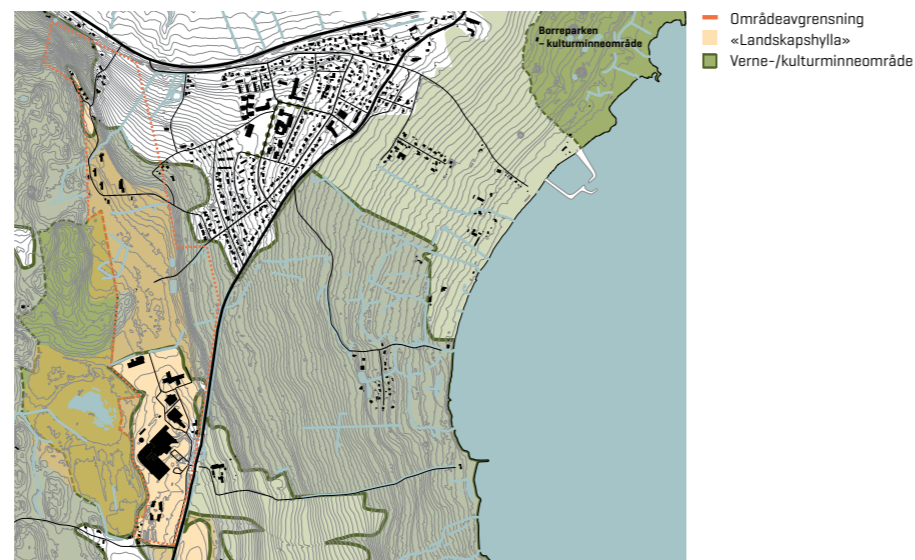 Borreparken
– kulturminneområde
Områdeavgrensning
«Landskapshylla»
Verne-/kulturminneområde